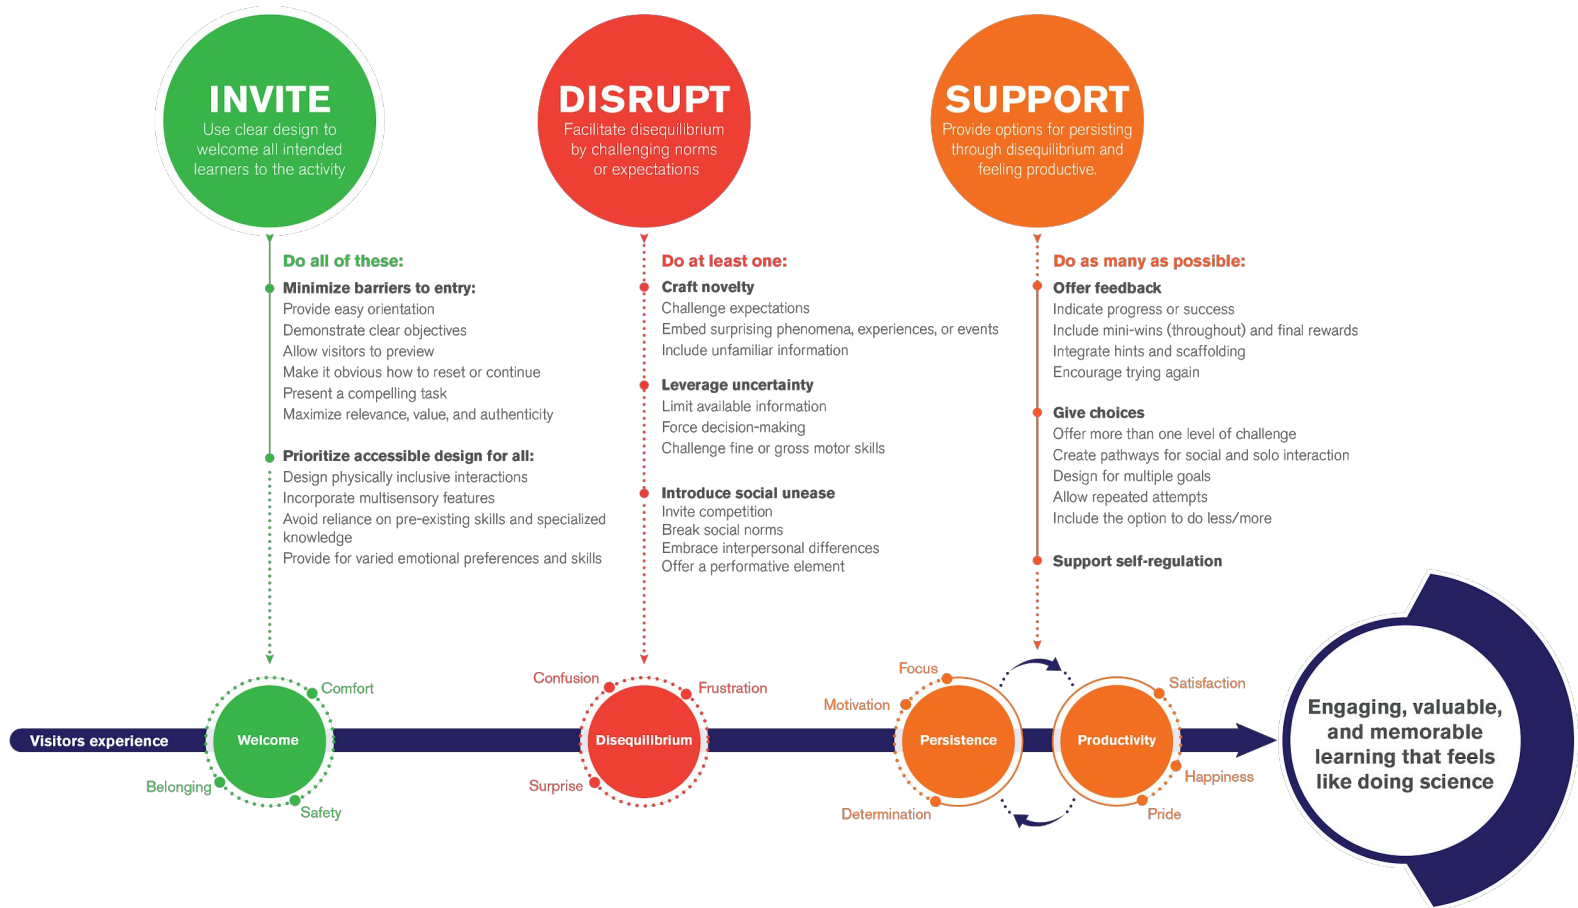 INVITE
Use clear design to
welcome all intended
learners to the activity
DISRUPT
Facilitate disequilibrium
by challenging norms
or expectations
SUPPORT
Provide options for persisting
through disequilibrium and
feeling productive.
Do all of these:
Minimize barriers to entry:
Provide easy orientation
Demonstrate clear objectives
Allow visitors to preview
Make it obvious how to reset or continue
Present a compelling task
Maximize relevance, value, and authenticity
Prioritize accessible design for all:
Design physically inclusive interactions
Incorporate multisensory features
Avoid reliance on pre-existing skills and specialized
knowledge
Provide for varied emotional preferences and skills
Do at least one:
Craft novelty
Challenge expectations
Embed surprising phenomena, experiences, or events
Include unfamiliar information
Leverage uncertainty
Limit available information
Force decision-making
Challenge fine or gross motor skills
Introduce social unease
Invite competition
Break social norms
Embrace interpersonal differences
Offer a performative element
Do as many as possible:
Offer feedback
Indicate progress or success
Include mini-wins (throughout) and final rewards
Integrate hints and scaffolding
Encourage trying again
Give choices
Offer more than one level of challenge
Create pathways for social and solo interaction
Design for multiple goals
Allow repeated attempts
Include the option to do less/more
Support self-regulation
Visitors experience
Welcome
Comfort
Belonging
Safety
Disequilibrium
Confusion
Frustration
Surprise
Persistence
Focus
Motivation
Determination
Productivity
Satisfaction
Happiness
Pride
Engaging, valuable,
and memorable
learning that feels
like doing science